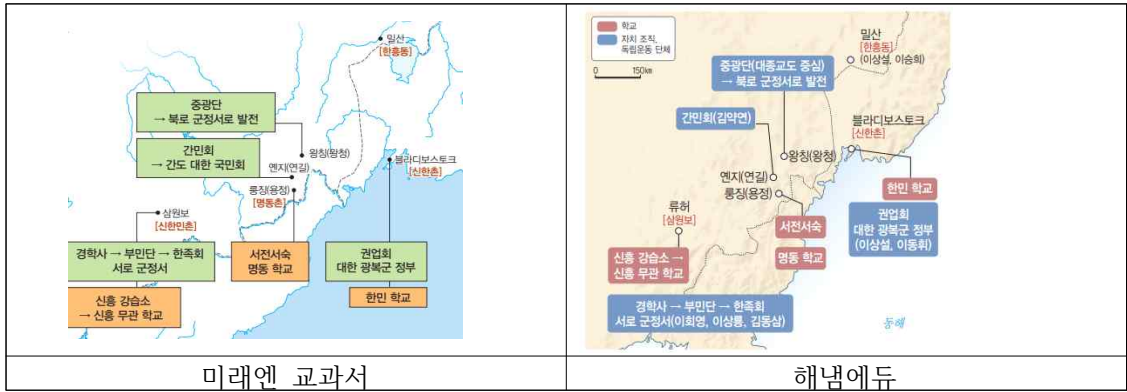 밀산
[한흥동]
중광단
→ 북로 군정서로 발전
간민회
→ 간도 대한 국민회
왕칭(왕청)
옌지(연길)
룽징(용정)
[명동촌]
블라디보스토크
[신한촌]
삼원보
[신한민촌]
경학사 → 부민단 → 한족회
서로 군정서
신흥 강습소
→ 신흥 무관 학교
서전서숙
명동 학교
권업회
대한 광복군 정부
한민 학교
미래엔 교과서
학교
자치 조직,
독립운동 단체
0 150km
밀산
[한흥동]
(이상설, 이승희)
중광단(대종교도 중심)
→ 북로 군정서로 발전
간민회(김약연)
블라디보스토크
[신한촌]
왕칭(왕청)
옌지(연길)
룽징(용정)
한민 학교
류허
[삼원보]
서전서숙
명동 학교
권업회
대한 광복군 정부
(이상설, 이동휘)
신흥 강습소 →
신흥 무관 학교
경학사 → 부민단 → 한족회
서로 군정서(이회영, 이상룡, 김동삼)
동해
해냄에듀